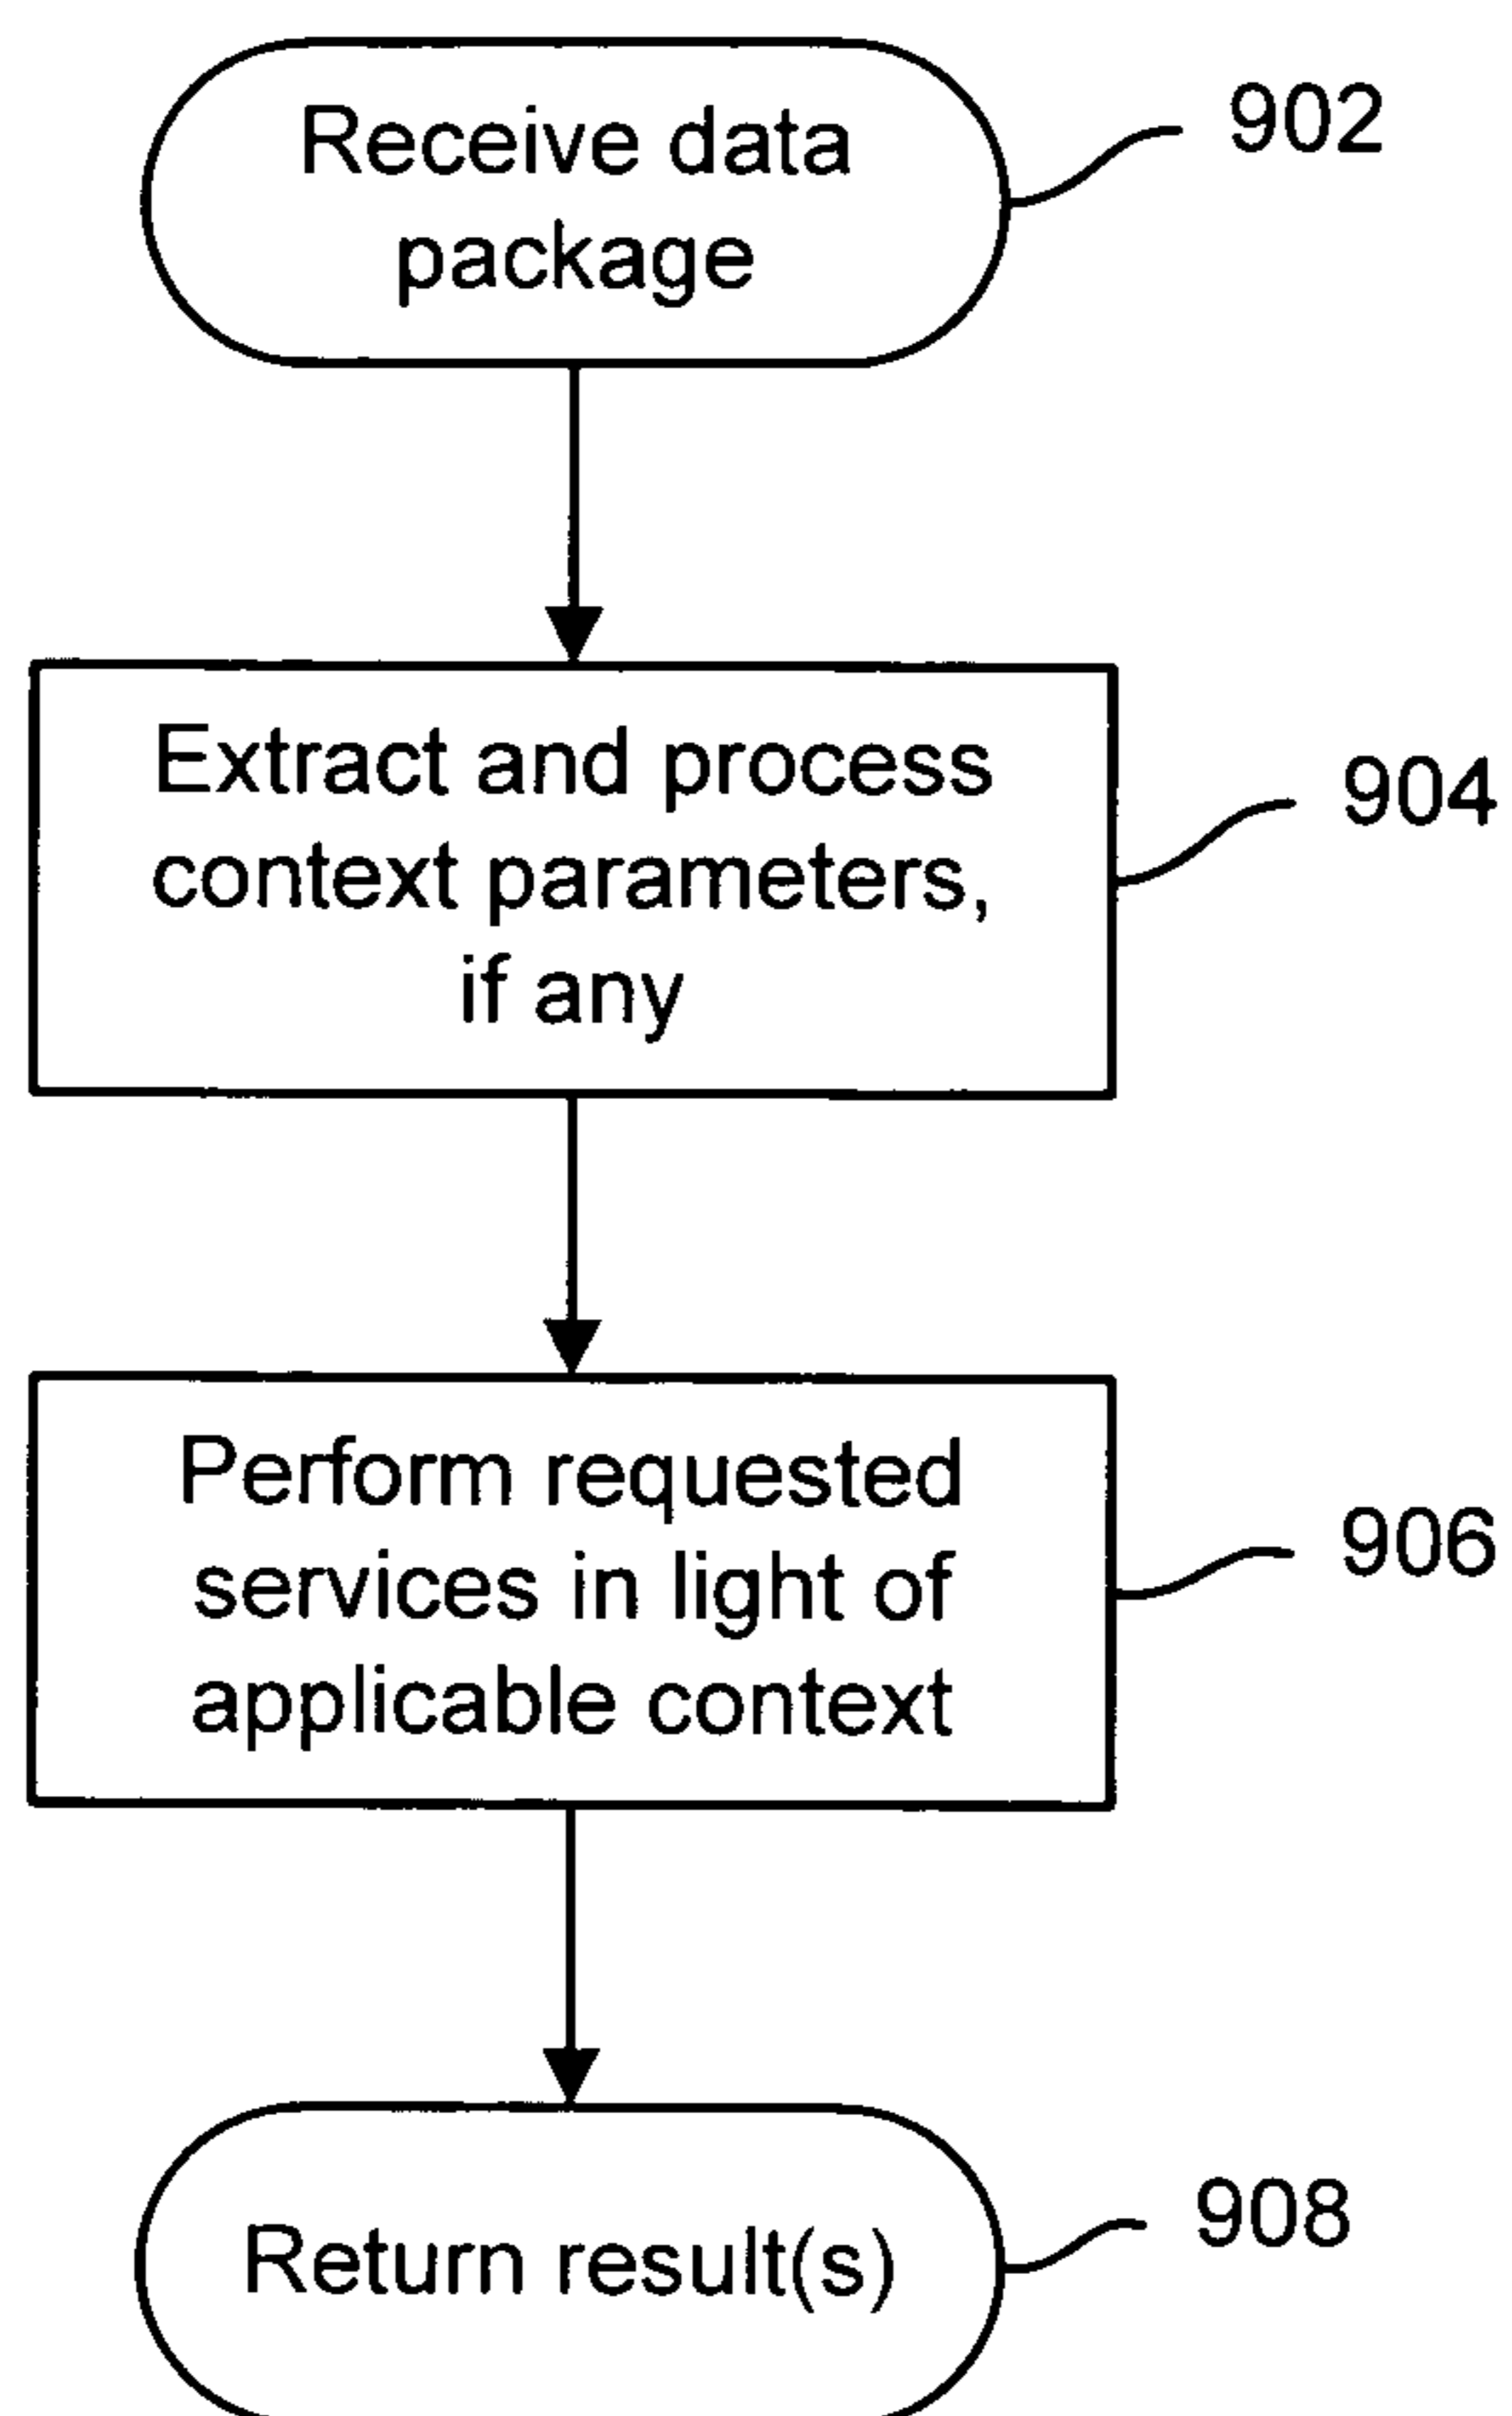 Receive data
package
902
Extract and process
context parameters,
if any
904
Perform requested
services in light of
applicable context
906
Return result(s)
908